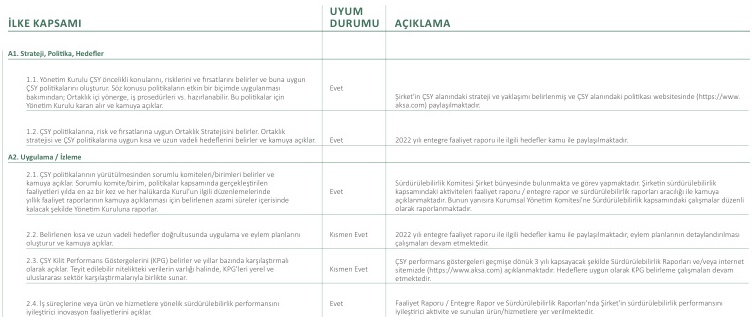 İLKE KAPSAMI
UYUM
DURUMU
AÇIKLAMA
A1. Strateji, Politika, Hedefler
1.1. Yönetim Kurulu ÇSY öncelikli konularını, risklerini ve fırsatlarını belirler ve buna uygun
ÇSY politikalarını oluşturur. Söz konusu politikaların etkin bir biçimde uygulanması
bakımından; Ortaklık içi yönerge, iş prosedürleri vs. hazırlanabilir. Bu politikalar için
Yönetim Kurulu kararı alır ve kamuya açıklar.
Evet
Şirket'in ÇSY alanındaki strateji ve yaklaşımı belirlenmiş ve ÇSY alanındaki politikası websitesinde (https://www.
aksa.com) paylaşılmaktadır.
1.2. ÇSY politikalarına, risk ve fırsatlarına uygun Ortaklık Stratejisini belirler. Ortaklık
stratejisi ve ÇSY politikalarına uygun kısa ve uzun vadeli hedeflerini belirler ve kamuya açıklar.
Evet
2022 yılı entegre faaliyet raporu ile ilgili hedefler kamu ile paylaşılmaktadır.
A2. Uygulama / İzleme
2.1. ÇSY politikalarının yürütülmesinden sorumlu komiteleri/birimleri belirler ve
kamuya açıklar. Sorumlu komite/birim, politikalar kapsamında gerçekleştirilen
faaliyetleri yılda en az bir kez ve her halükarda Kurul'un ilgili düzenlemelerinde
yıllık faaliyet raporlarının kamuya açıklanması için belirlenen azami süreler içerisinde
kalacak şekilde Yönetim Kuruluna raporlar.
Evet
Sürdürülebilirlik Komitesi Şirket bünyesinde bulunmakta ve görev yapmaktadır. Şirketin sürdürülebilirlik
kapsamındaki aktiviteleri faaliyet raporu / entegre rapor ve sürdürülebilirlik raporları aracılığı ile kamuya
açıklanmaktadır. Bunun yanısıra Kurumsal Yönetim Komitesi'ne Sürdürülebilirlik kapsamındaki çalışmalar düzenli
olarak raporlanmaktadır.
2.2. Belirlenen kısa ve uzun vadeli hedefler doğrultusunda uygulama ve eylem planlarını
oluşturur ve kamuya açıklar.
Kısmen Evet
2022 yılı entegre faaliyet raporu ile ilgili hedefler kamu ile paylaşılmaktadır; eylem planlarının detaylandırılması
çalışmaları devam etmektedir.
2.3. ÇSY Kilit Performans Göstergelerini (KPG) belirler ve yıllar bazında karşılaştırmalı
olarak açıklar. Teyit edilebilir nitelikteki verilerin varlığı halinde, KPG'leri yerel ve
uluslararası sektör karşılaştırmalarıyla birlikte sunar.
Kısmen Evet
ÇSY performans göstergeleri geçmişe dönük 3 yılı kapsayacak şekilde Sürdürülebilirlik Raporları ve/veya internet
sitemizde (https://www.aksa.com) açıklanmaktadır. Hedeflere uygun olarak KPG belirleme çalışmaları devam
etmektedir.
2.4. İş süreçlerine veya ürün ve hizmetlere yönelik sürdürülebilirlik performansını
iyileştirici inovasyon faaliyetlerini açıklar.
Evet
Faaliyet Raporu / Entegre Rapor ve Sürdürülebilirlik Raporları'nda Şirket'in sürdürülebilirlik performansını
iyileştirici aktivite ve sunulan ürün/hizmetlere yer verilmektedir.